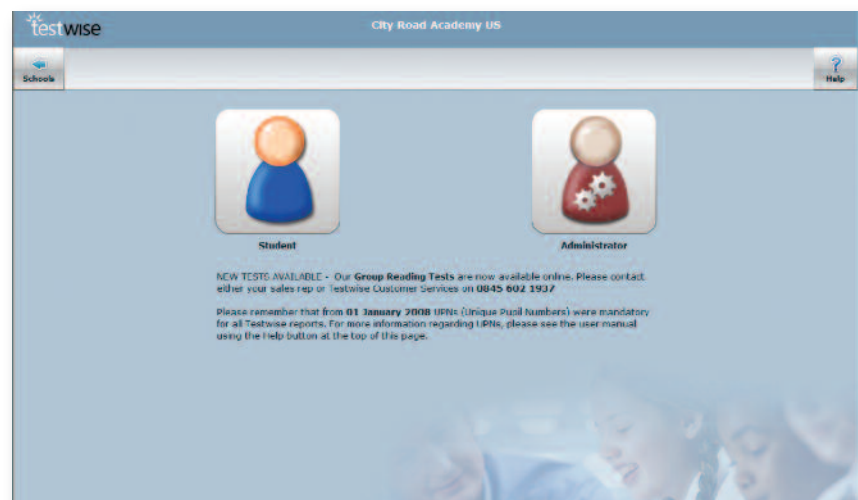 testwise
City Road Academy US
Schools
Help
Student
Administrator
NEW TESTS AVAILABLE - Our Group Reading Tests are now available online. Please contact
either your sales rep or Testwise Customer Services on 0845 602 1937
Please remember that from 01 January 2008 UPNs (Unique Pupil Numbers) were mandatory
for all Testwise reports. For more information regarding UPNs, please see the user manual
using the Help button at the top of this page.